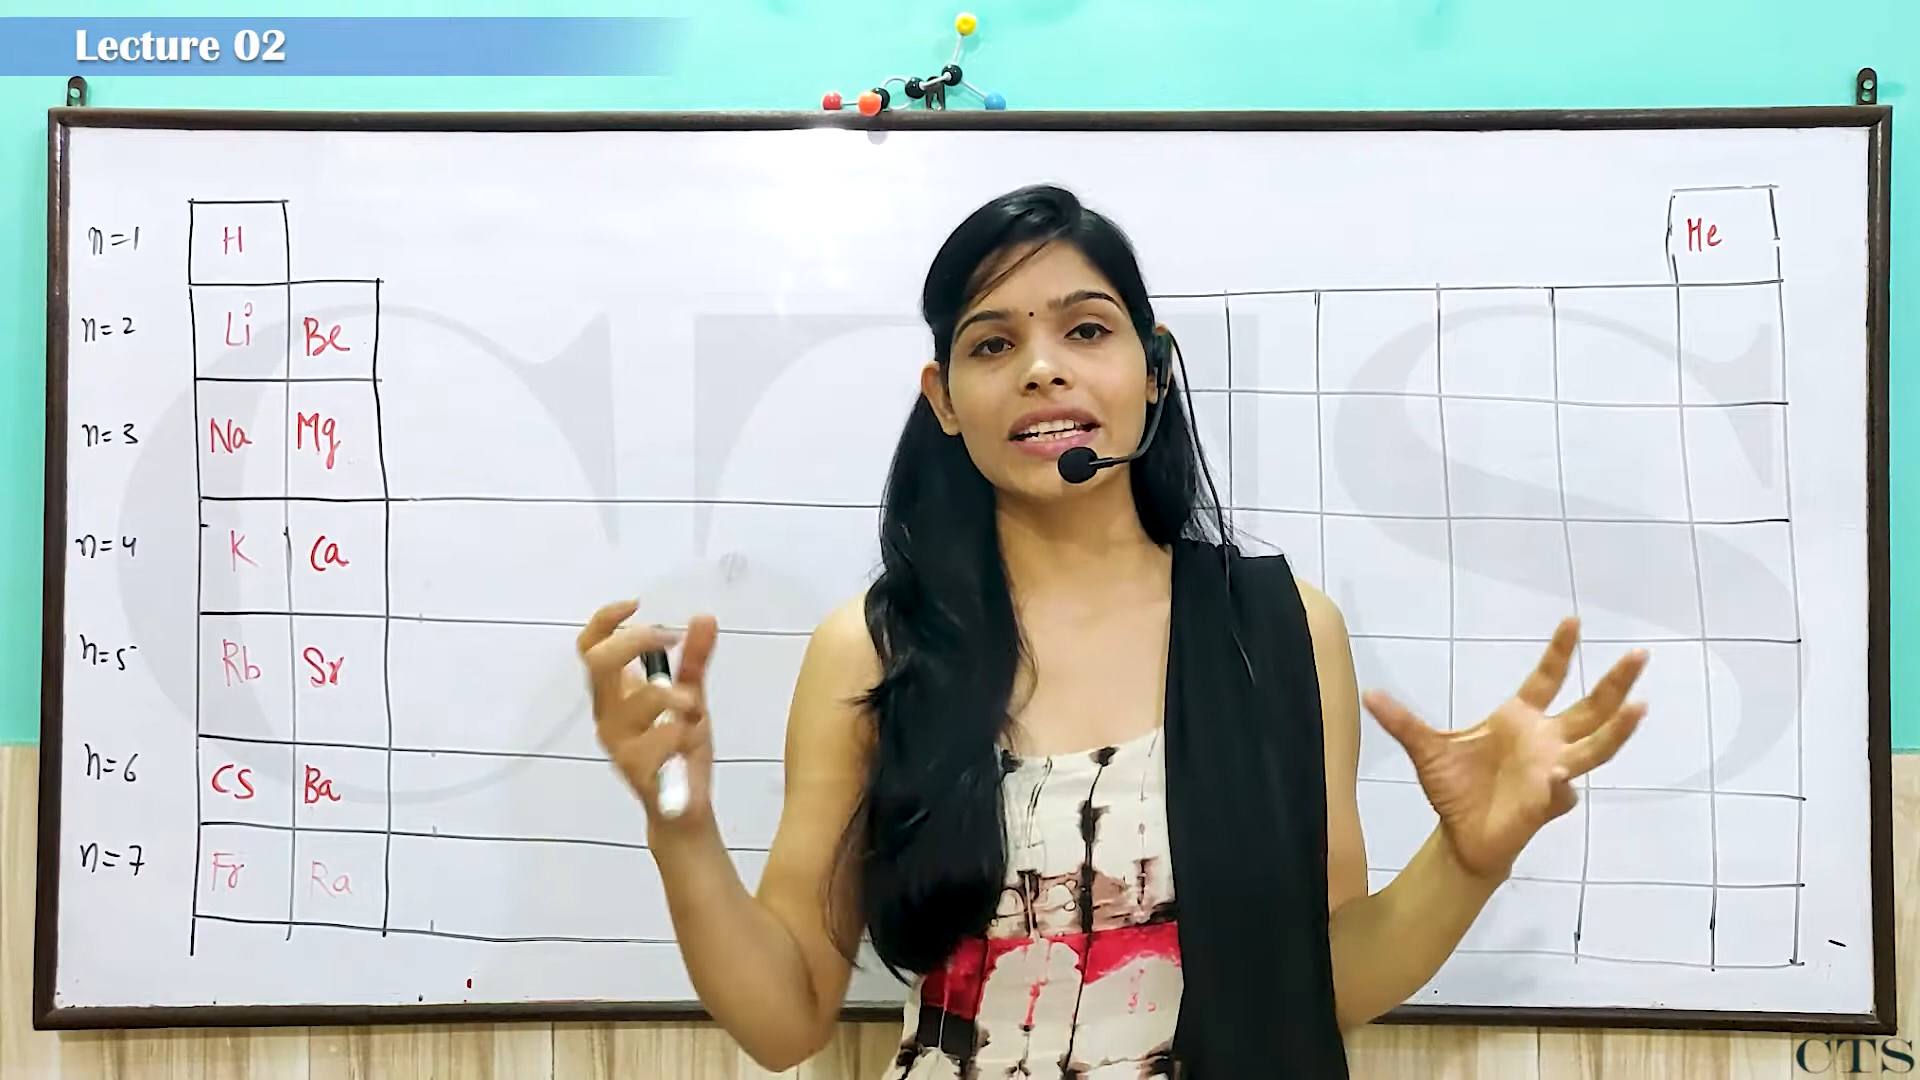 Lecture 02
n=1 H He
n=2 Li Be
n=3 Na Mg
n=4 K Ca
n=5 Rb Sr
n=6 CS Ba
n=7 Fr Ra
CTS
CTS